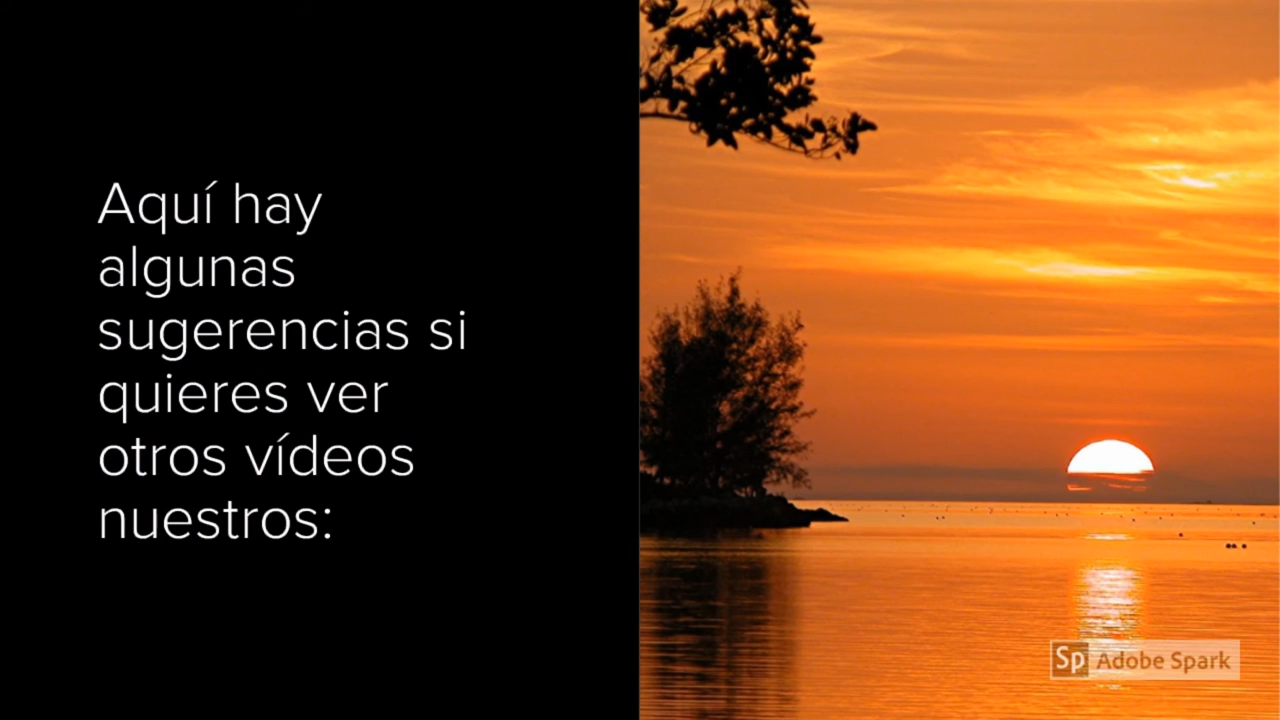 Aquí hay
algunas
sugerencias si
quieres ver
otros vídeos
nuestros:
Sp Adobe Spark